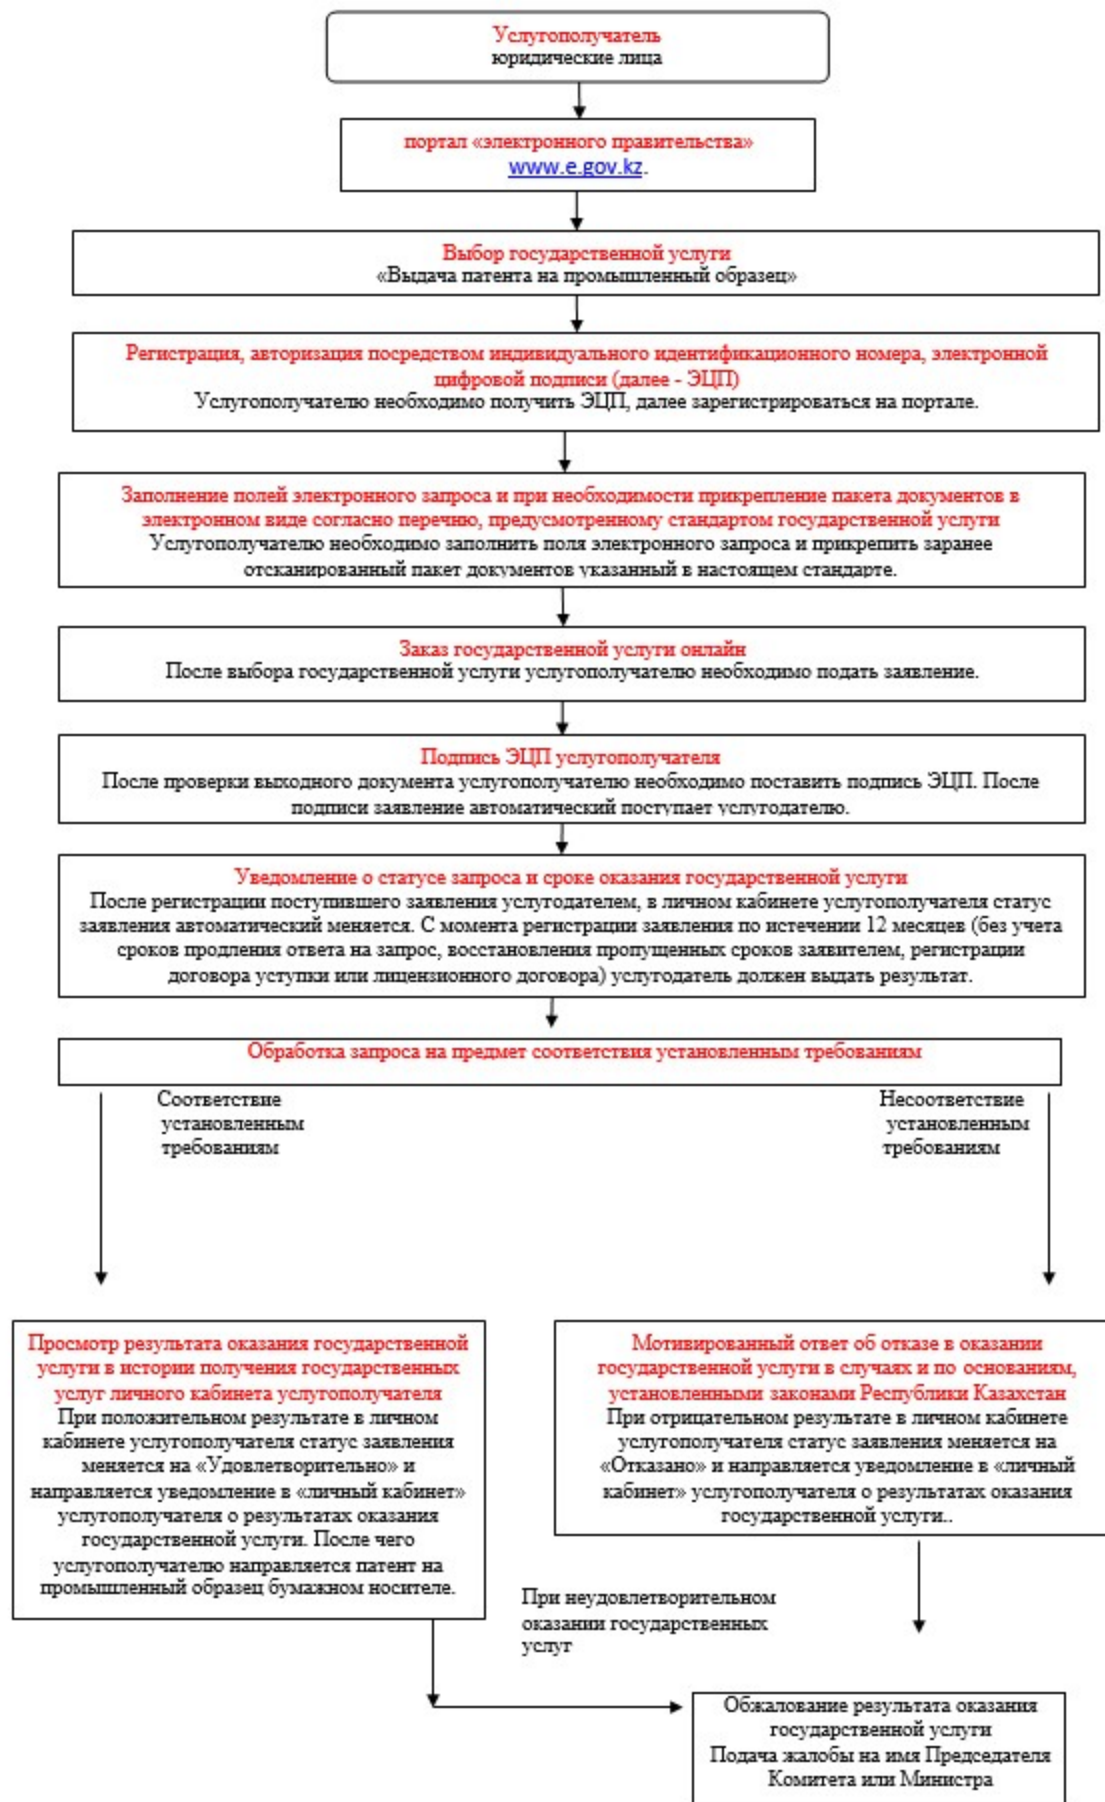 Услугополучатель
юридические лица
портал «электронного правительства»
www.e.gov.kz.
Выбор государственной услуги
«Выдача патента на промышленный образец»
Регистрация, авторизация посредством индивидуального идентификационного номера, электронной
цифровой подписи (далее - ЭЦП)
Услугополучателю необходимо получить ЭЦП, далее зарегистрироваться на портале.
Заполнение полей электронного запроса и при необходимости прикрепление пакета документов в
электронном виде согласно перечню, предусмотренному стандартом государственной услуги
Услугополучателю необходимо заполнить поля электронного запроса и прикрепить заранее
отсканированный пакет документов указанный в настоящем стандарте.
Заказ государственной услуги онлайн
После выбора государственной услуги услугополучателю необходимо подать заявление.
Подпись ЭЦП услугополучателя
После проверки выходного документа услугополучателю необходимо поставить подпись ЭЦП. После
подписи заявление автоматический поступает услугодателю.
Уведомление о статусе запроса и сроке оказания государственной услуги
После регистрации поступившего заявления услугодателем, в личном кабинете услугополучателя статус
заявления автоматический меняется. С момента регистрации заявления по истечении 12 месяцев (без учета
сроков продления ответа на запрос, восстановления пропущенных сроков заявителем, регистрации
договора уступки или лицензионного договора) услугодатель должен выдать результат.
Обработка запроса на предмет соответствия установленным требованиям
Соответствие
установленным
требованиям
Несоответствие
установленным
требованиям
Просмотр результата оказания государственной
услуги в истории получения государственных
услуг личного кабинета услугополучателя
При положительном результате в личном
кабинете услугополучателя статус заявления
меняется на «Удовлетворительно» и
направляется уведомление в «личный кабинет»
услугополучателя о результатах оказания
государственной услуги. После чего
услугополучателю направляется патент на
промышленный образец бумажном носителе.
Мотивированный ответ об отказе в оказании
государственной услуги в случаях и по основаниям,
установленными законами Республики Казахстан
При отрицательном результате в личном кабинете
услугополучателя статус заявления меняется на
«Отказано» и направляется уведомление в «личный
кабинет» услугополучателя о результатах оказания
государственной услуги..
При неудовлетворительном
оказании государственных
услуг
Обжалование результата оказания
государственной услуги
Подача жалобы на имя Председателя
Комитета или Министра